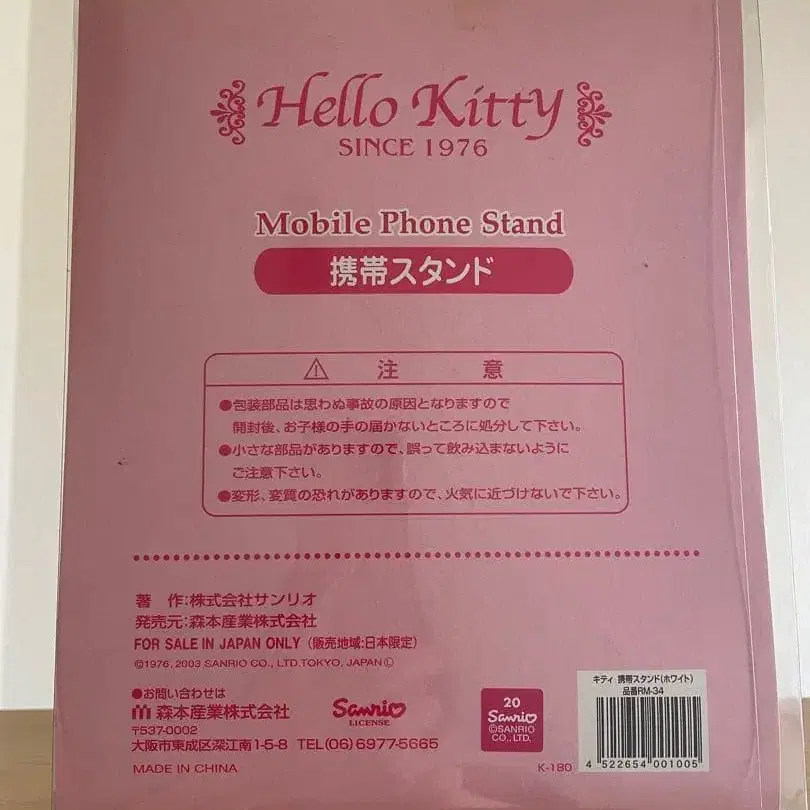 Hello Kitty
SINCE 1976
Mobile Phone Stand
携帯スタンド
注 意
●包装部品は思わぬ事故の原因となりますので
開封後、お子様の手の届かないところに処分して下さい。
●小さな部品がありますので、誤って飲み込まないように
ご注意下さい。
●変形、変質の恐れがありますので、火気に近づけないで下さい。
著 作:株式会社サンリオ
発売元:森本産業株式会社
FOR SALE IN JAPAN ONLY (販売地域:日本限定)
©1976, 2003 SANRIO CO., LTD.TOKYO, JAPAN Ⓛ
●お問い合わせは
森本産業株式会社
〒537-0002
大阪市東成区深江南1-5-8 TEL(06)6977-5665
MADE IN CHINA
Sanrio
LICENSE
20
Sanrio
©SANRIO
CO., LTD.
K-180
キティ 携帯スタンド(ホワイト)
品番RM-34
4 522654 001005